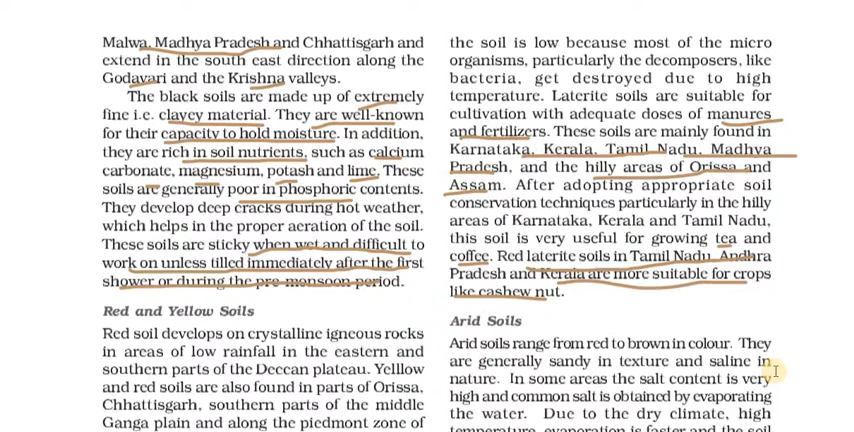 Malwa, Madhya Pradesh and Chhattisgarh and
extend in the south east direction along the
Godavari and the Krishna valleys.
The black soils are made up of extremely
fine i.e. clayey material. They are well-known
for their capacity to hold moisture. In addition,
they are rich in soil nutrients, such as calcium
carbonate, magnesium, potash and lime. These
soils are generally poor in phosphoric contents.
They develop deep cracks during hot weather,
which helps in the proper aeration of the soil.
These soils are sticky when wet and difficult to
work on unless tilled immediately after the first
shower or during the pre-monsoon period.
Red and Yellow Soils
Red soil develops on crystalline igneous rocks
in areas of low rainfall in the eastern and
southern parts of the Deccan plateau. Yelllow
and red soils are also found in parts of Orissa,
Chhattisgarh, southern parts of the middle
Ganga plain and along the piedmont zone of
the soil is low because most of the micro
organisms, particularly the decomposers, like
bacteria, get destroyed due to high
temperature. Laterite soils are suitable for
cultivation with adequate doses of manures
and fertilizers. These soils are mainly found in
Karnataka, Kerala, Tamil Nadu, Madhya
Pradesh, and the hilly areas of Orissa and
Assam. After adopting appropriate soil
conservation techniques particularly in the hilly
areas of Karnataka, Kerala and Tamil Nadu,
this soil is very useful for growing tea and
coffee. Red laterite soils in Tamil Nadu, Andhra
Pradesh and Kerala are more suitable for crops
like cashew nut.
Arid Soils
Arid soils range from red to brown in colour. They
are generally sandy in texture and saline in
nature. In some areas the salt content is very
high and common salt is obtained by evaporating
the water. Due to the dry climate, high
temperature, evaporation is faster and the soil